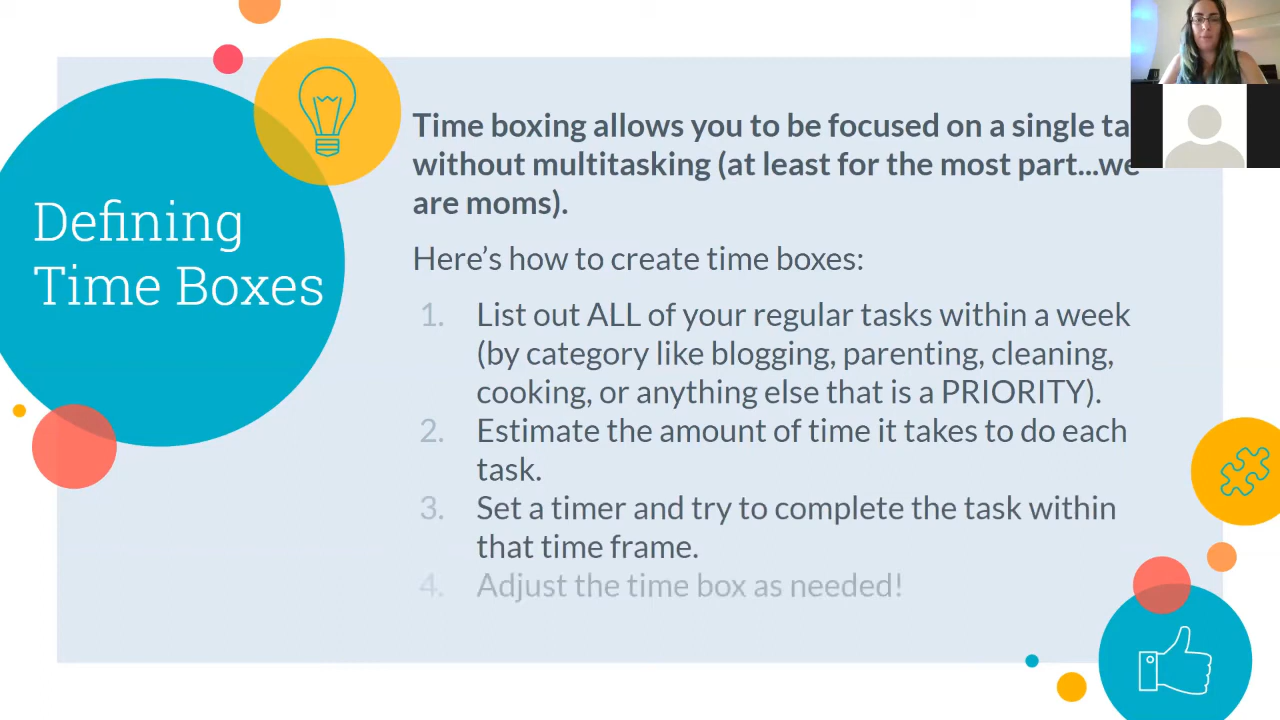 Defining
Time Boxes
Time boxing allows you to be focused on a single
without multitasking (at least for the most part...we
are moms).
Here's how to create time boxes:
1. List out ALL of your regular tasks within a week
(by category like blogging, parenting, cleaning,
cooking, or anything else that is a PRIORITY).
2. Estimate the amount of time it takes to do each
task.
3. Set a timer and try to complete the task within
that time frame.
4. Adjust the time box as needed!